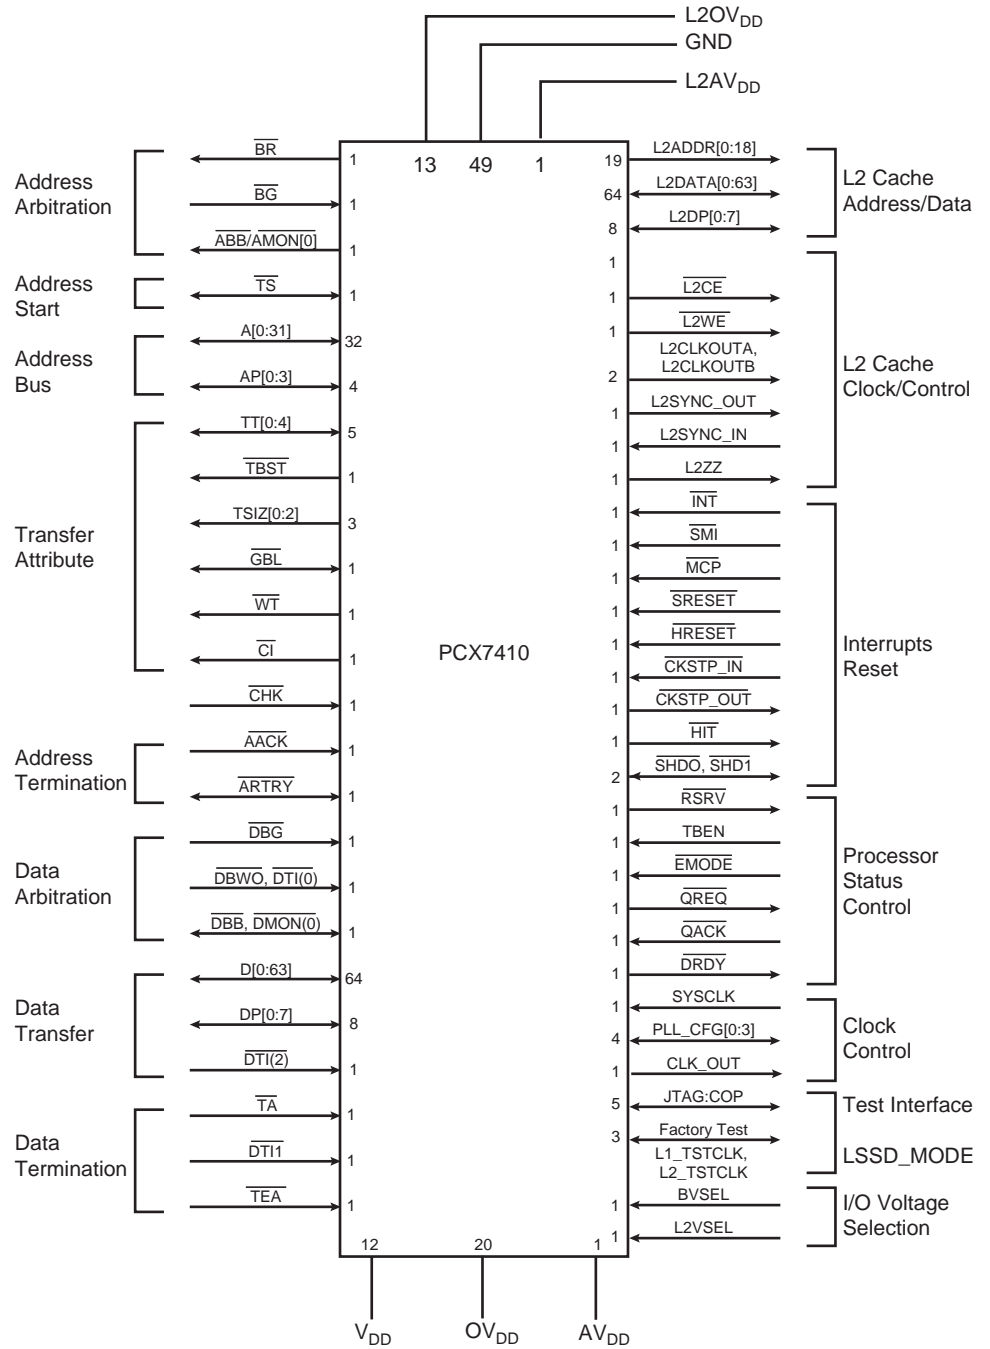 L2OVDD
GND
L2AVDD
13 49 1
Address
Arbitration
BR 1
BG 1
ABB/AMON[0] 1
Address
Start
TS 1
Address
Bus
A[0:31] 32
AP[0:3] 4
Transfer
Attribute
TT[0:4] 5
TBST 1
TSIZ[0:2] 3
GBL 1
WT 1
CI 1
CHK 1
Address
Termination
AACK 1
ARTRY 1
Data
Arbitration
DBG 1
DBWO, DTI(0) 1
DBB, DMON(0) 1
Data
Transfer
D[0:63] 64
DP[0:7] 8
DTI(2) 1
Data
Termination
TA 1
DTI1 1
TEA 1
PCX7410
19 L2ADDR[0:18]
64 L2DATA[0:63]
8 L2DP[0:7]
L2 Cache
Address/Data
1
1 L2CE
1 L2WE
L2CLKOUTA,
2 L2CLKOUTB
1 L2SYNC_OUT
1 L2SYNC_IN
1 L2ZZ
L2 Cache
Clock/Control
1 INT
1 SMI
1 MCP
1 SRESET
1 HRESET
1 CKSTP_IN
1 CKSTP_OUT
1 HIT
2 SHDO, SHD1
Interrupts
Reset
1 RSRV
1 TBEN
1 EMODE
1 QREQ
1 QACK
1 DRDY
Processor
Status
Control
1 SYSCLK
4 PLL_CFG[0:3]
1 CLK_OUT
Clock
Control
5 JTAG:COP
3 Factory Test
L1_TSTCLK,
L2_TSTCLK
Test Interface
LSSD_MODE
1 BVSEL
1 L2VSEL
I/O Voltage
Selection
12 20 1
VDD OVDD AVDD